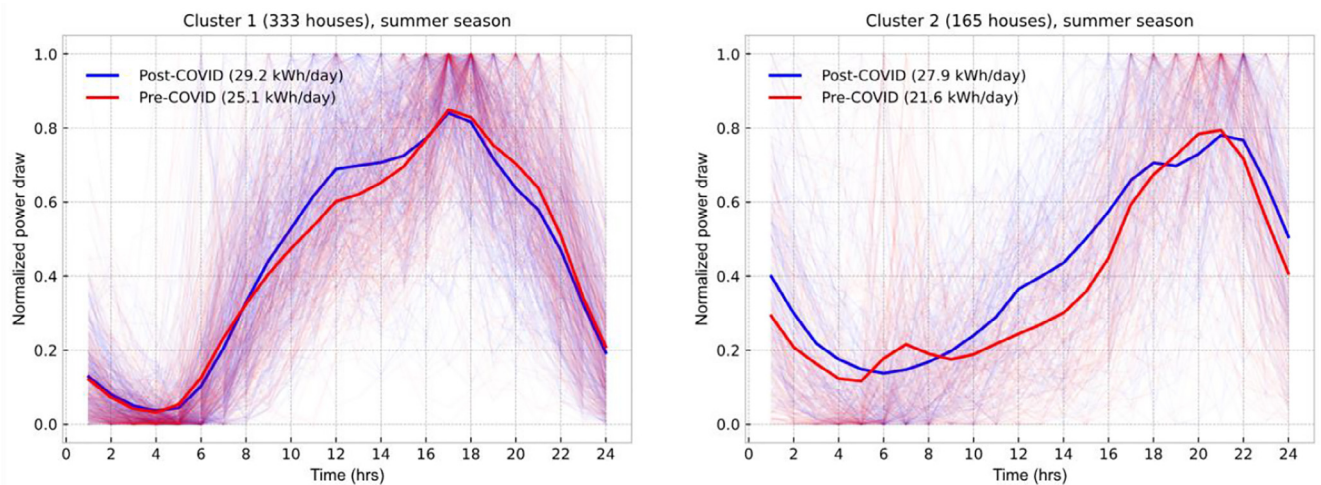 Cluster 1 (333 houses), summer season
1.0
0.8
0.6
0.4
0.2
0.0
Normalized power draw
Post-COVID (29.2 kWh/day)
Pre-COVID (25.1 kWh/day)
0 2 4 6 8 10 12 14 16 18 20 22 24
Time (hrs)
Cluster 2 (165 houses), summer season
1.0
0.8
0.6
0.4
0.2
0.0
Normalized power draw
Post-COVID (27.9 kWh/day)
Pre-COVID (21.6 kWh/day)
0 2 4 6 8 10 12 14 16 18 20 22 24
Time (hrs)